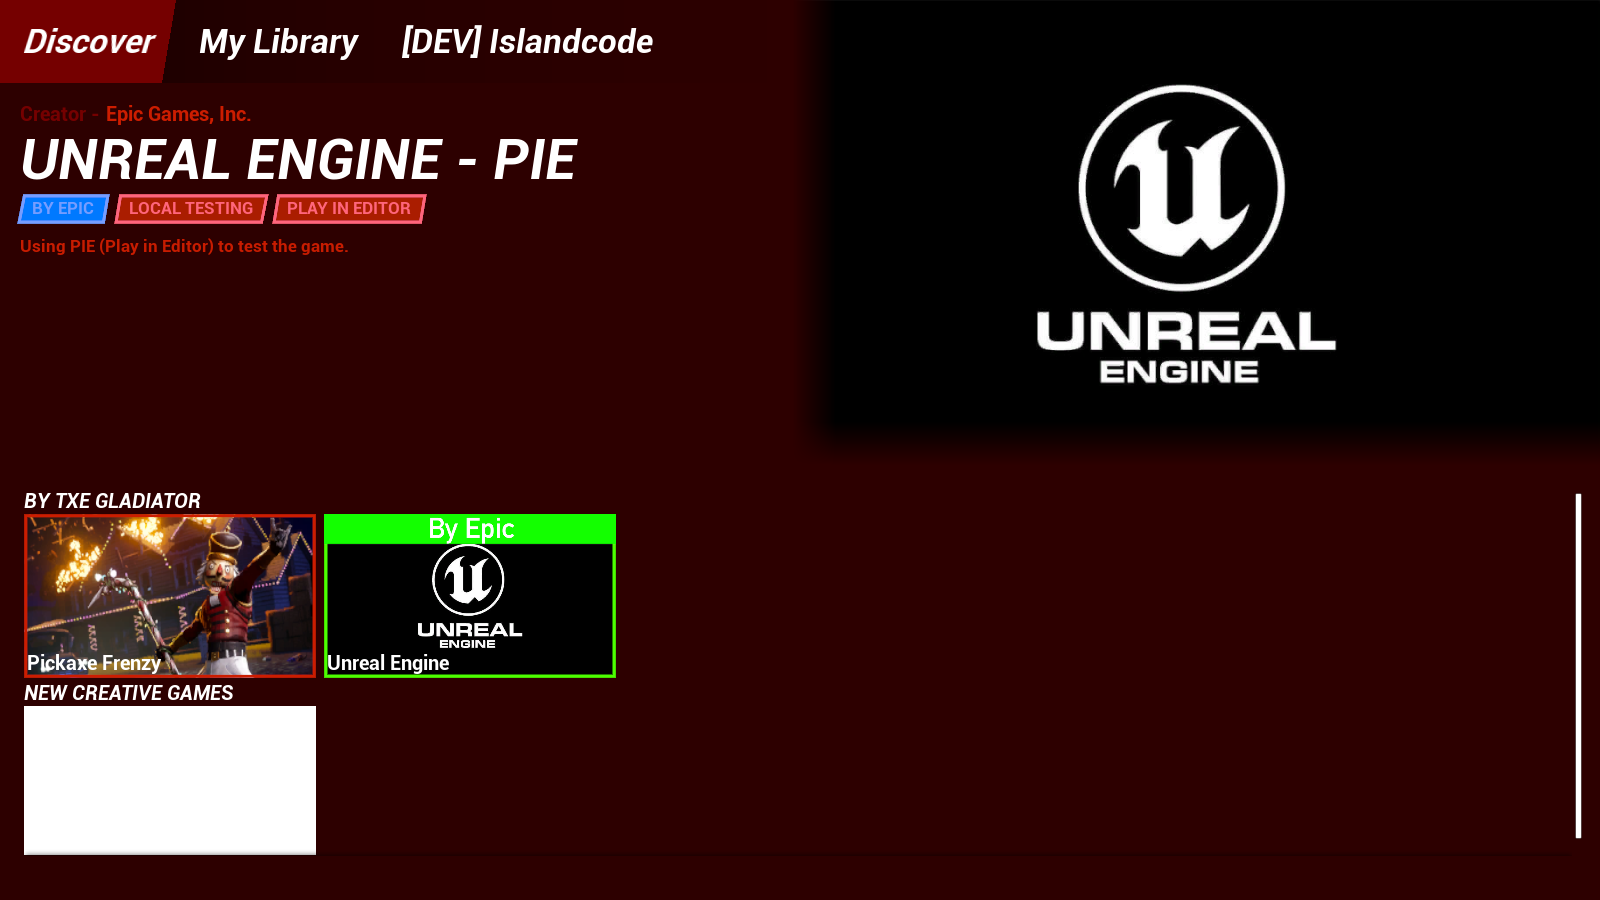 Discover My Library [DEV] Islandcode
Creator - Epic Games, Inc.
UNREAL ENGINE - PIE
BY EPIC LOCAL TESTING PLAY IN EDITOR
Using PIE (Play in Editor) to test the game.
UNREAL
ENGINE
BY TXE GLADIATOR
Pickaxe Frenzy
By Epic
UNREAL
ENGINE
Unreal Engine
NEW CREATIVE GAMES